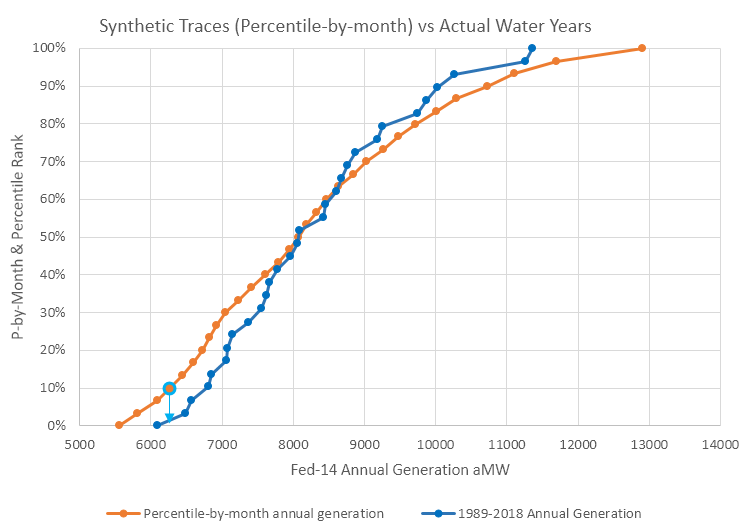 Synthetic Traces (Percentile-by-month) vs Actual Water Years
P-by-Month & Percentile Rank
100%
90%
80%
70%
60%
50%
40%
30%
20%
10%
0%
5000 6000 7000 8000 9000 10000 11000 12000 13000 14000
Fed-14 Annual Generation aMW
Percentile-by-month annual generation 1989-2018 Annual Generation